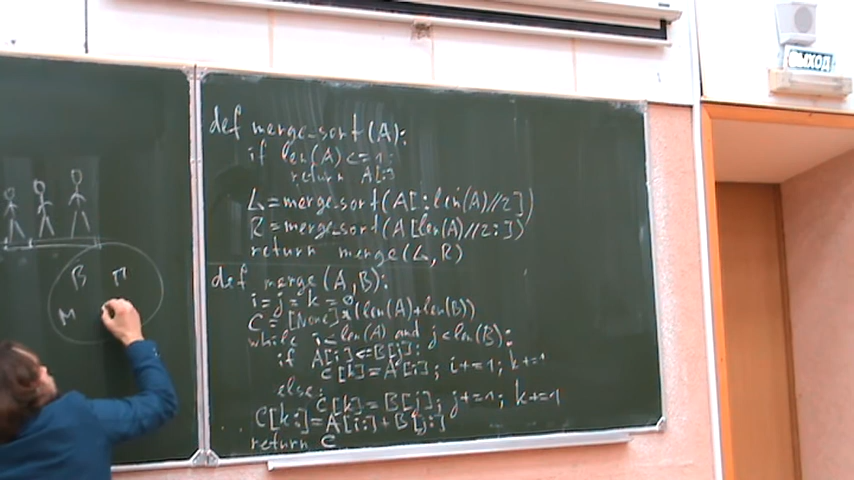 ВЫХОД
def merge_sort(A):
if len(A) <= 1:
return A[:]
L = merge_sort(A[:len(A)//2])
R = merge_sort(A[len(A)//2:])
return merge(L, R)
def merge(A, B):
i = j = k = 0
C = [None]*(len(A)+len(B))
while i < len(A) and j < len(B):
if A[i] <= B[j]:
C[k] = A[i]; i += 1; k += 1
else:
C[k] = B[j]; j += 1; k += 1
C[k:] = A[i:] + B[j:]
return C
В Г
М